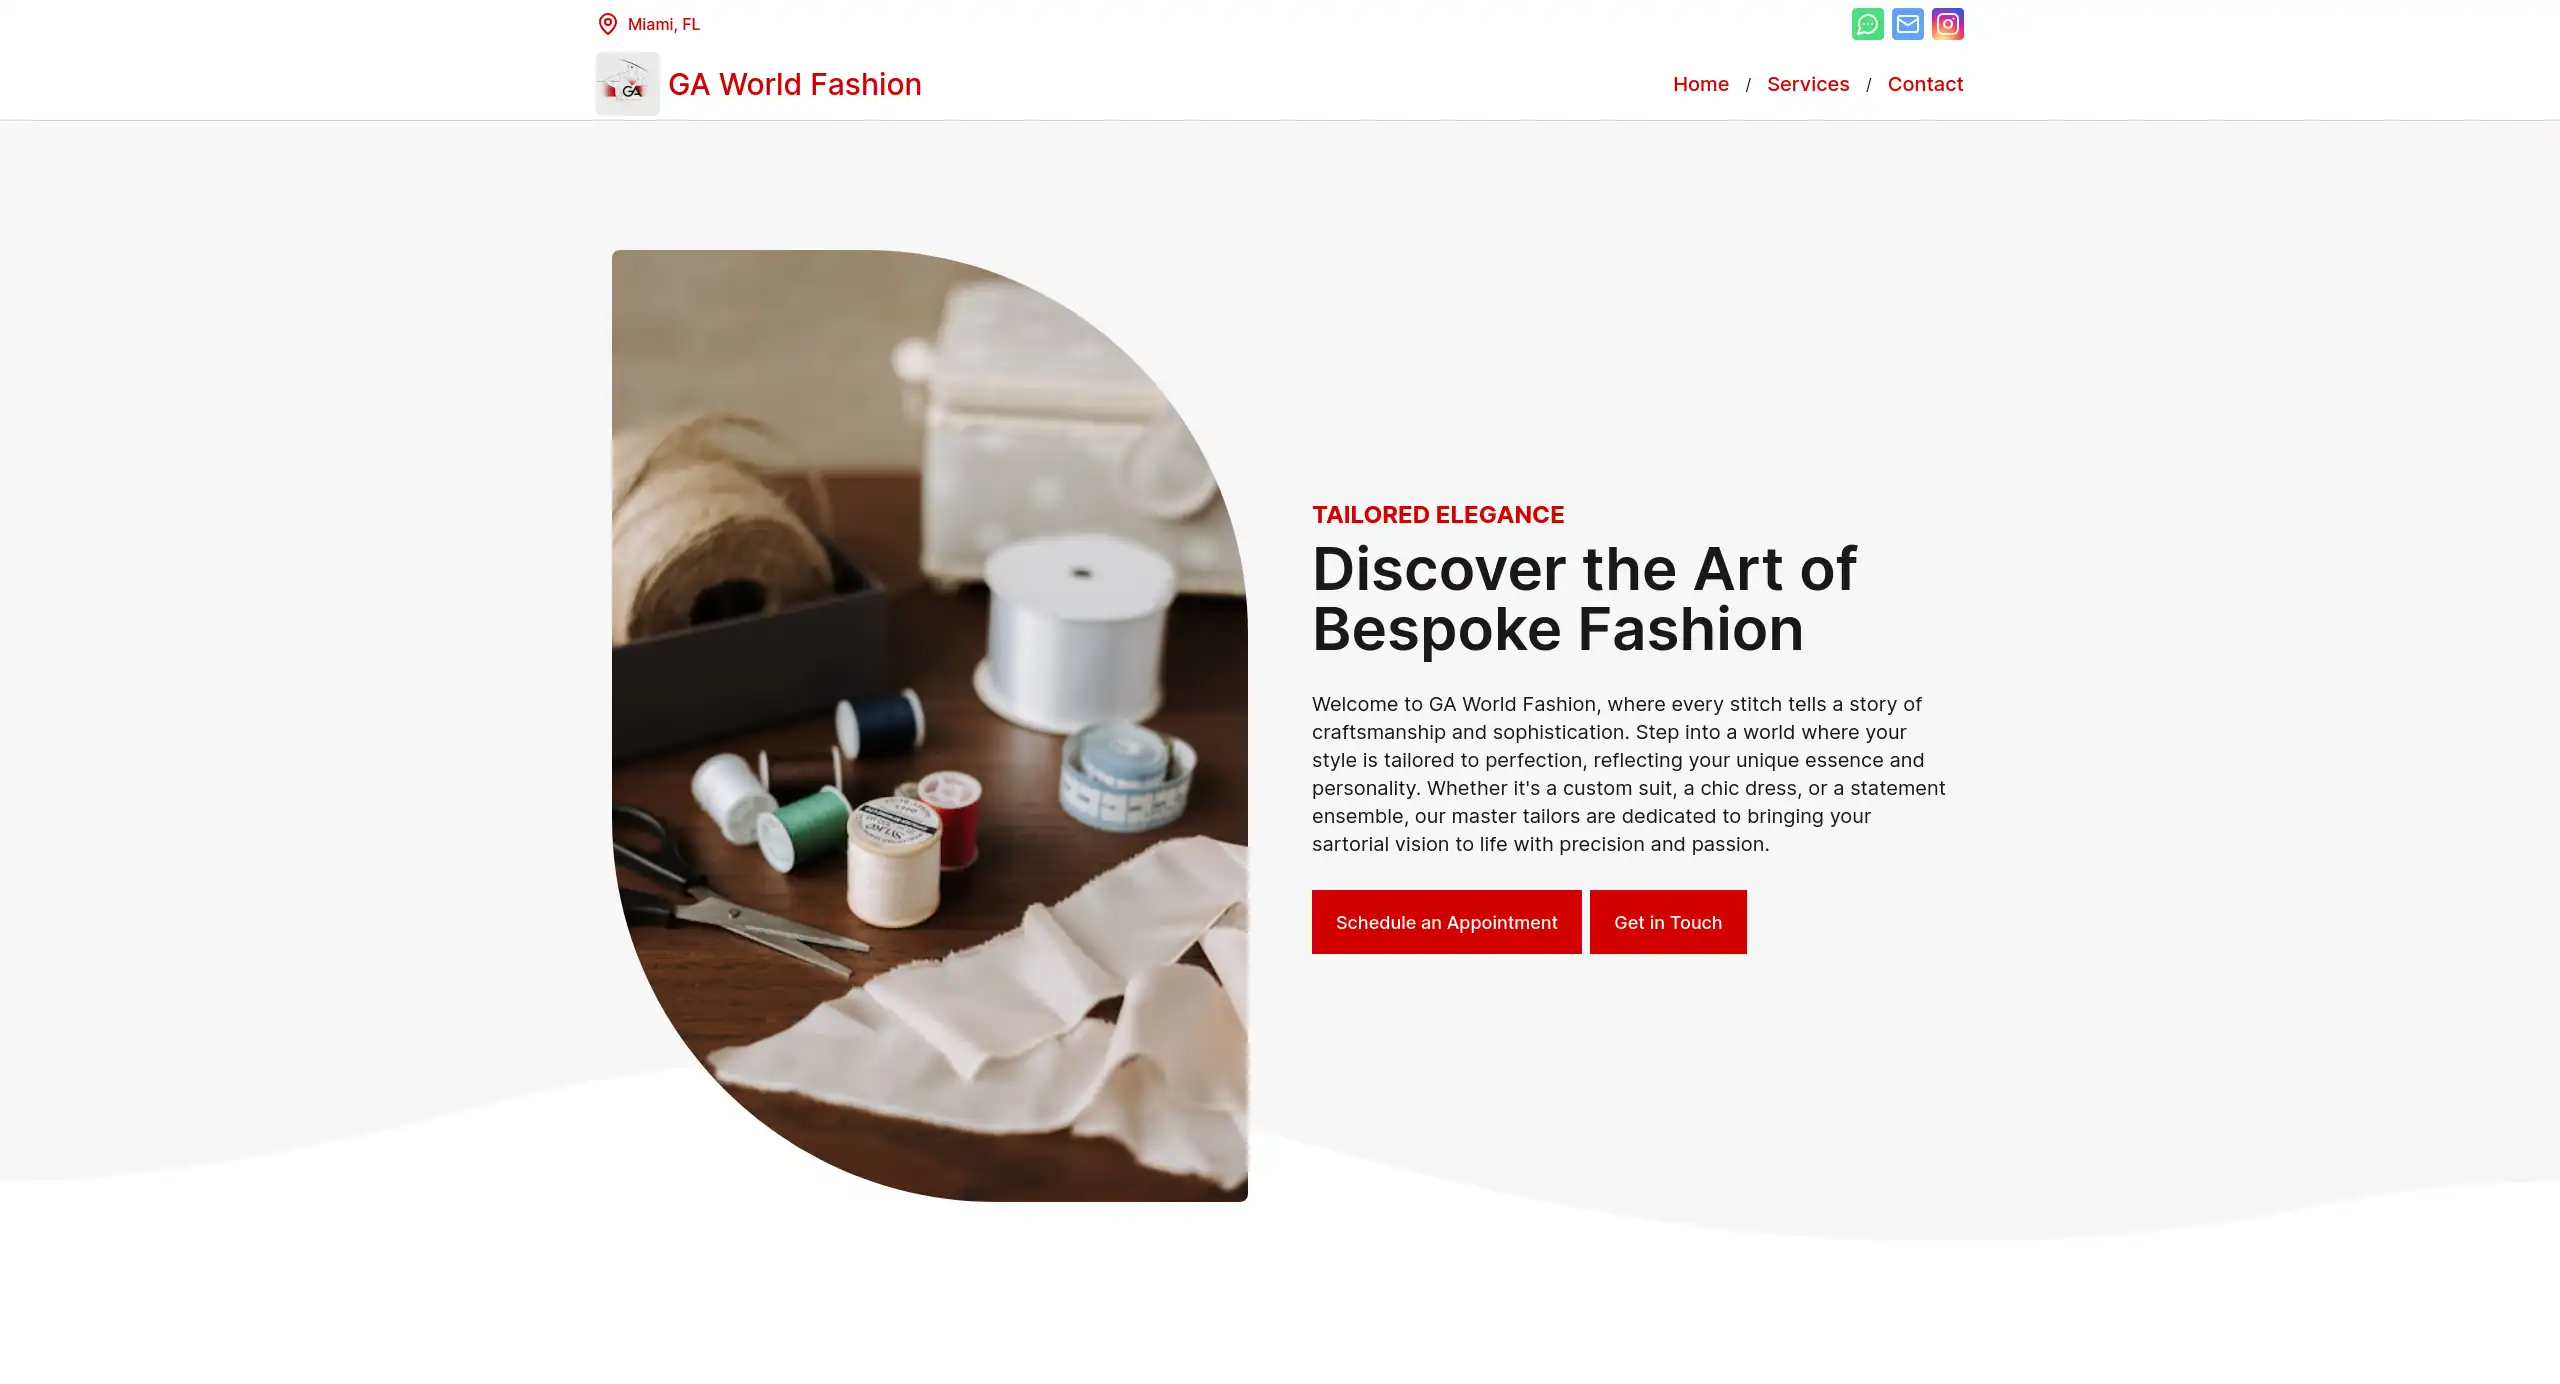 Miami, FL
GA
GA World Fashion
Home / Services / Contact
TAILORED ELEGANCE
Discover the Art of
Bespoke Fashion
Welcome to GA World Fashion, where every stitch tells a story of
craftsmanship and sophistication. Step into a world where your
style is tailored to perfection, reflecting your unique essence and
personality. Whether it's a custom suit, a chic dress, or a statement
ensemble, our master tailors are dedicated to bringing your
sartorial vision to life with precision and passion.
Schedule an Appointment
Get in Touch